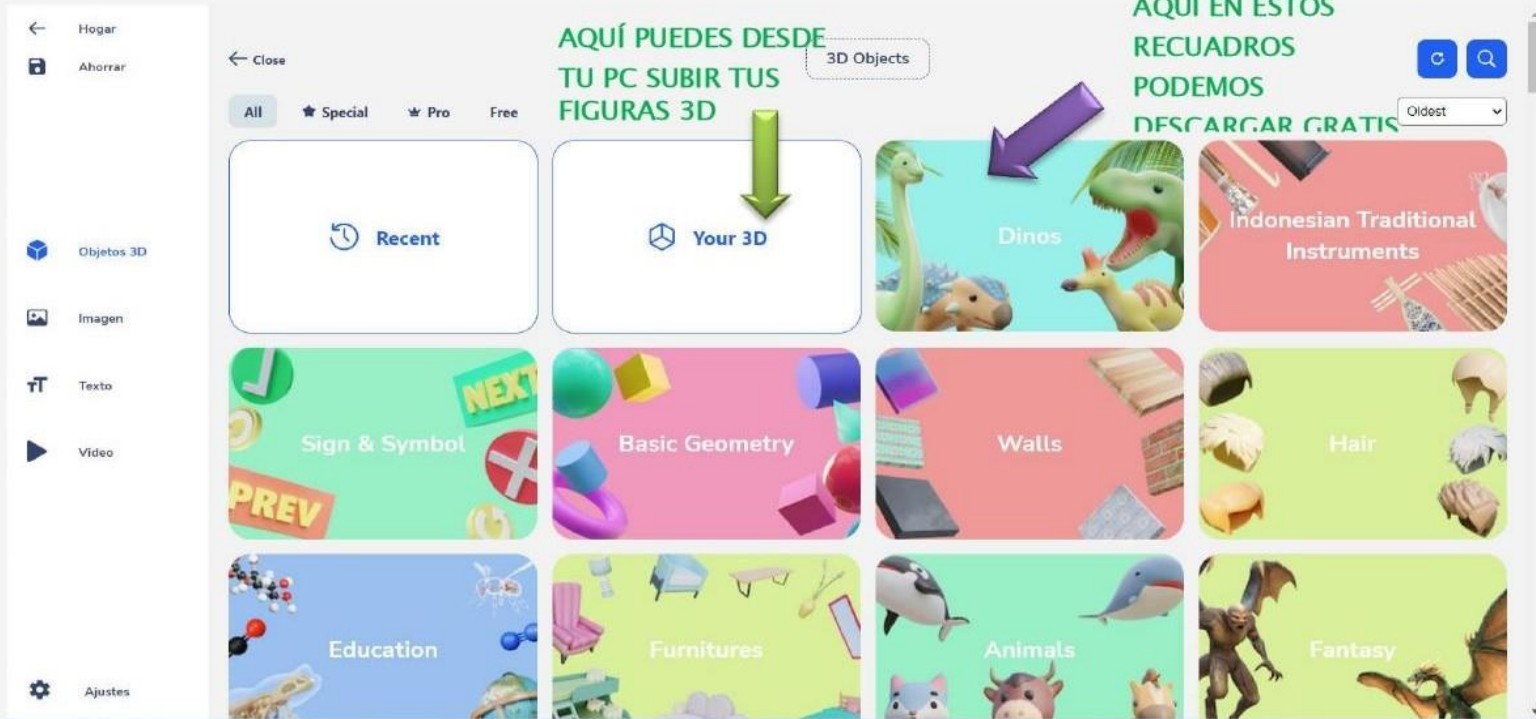 Hogar
Ahorrar
Objetos 3D
Imagen
Texto
Video
Ajustes
Close
AQUÍ PUEDES DESDE
TU PC SUBIR TUS
FIGURAS 3D
3D Objects
AQUÍ EN ESTOS
RECUADROS
PODEMOS
DESCARGAR GRATIS
All
Special
Pro
Free
Oldest
Recent
Your 3D
Dinos
Indonesian Traditional
Instruments
NEXT
Sign & Symbol
PREV
Basic Geometry
Walls
Hair
Education
Furnitures
Animals
Fantasy